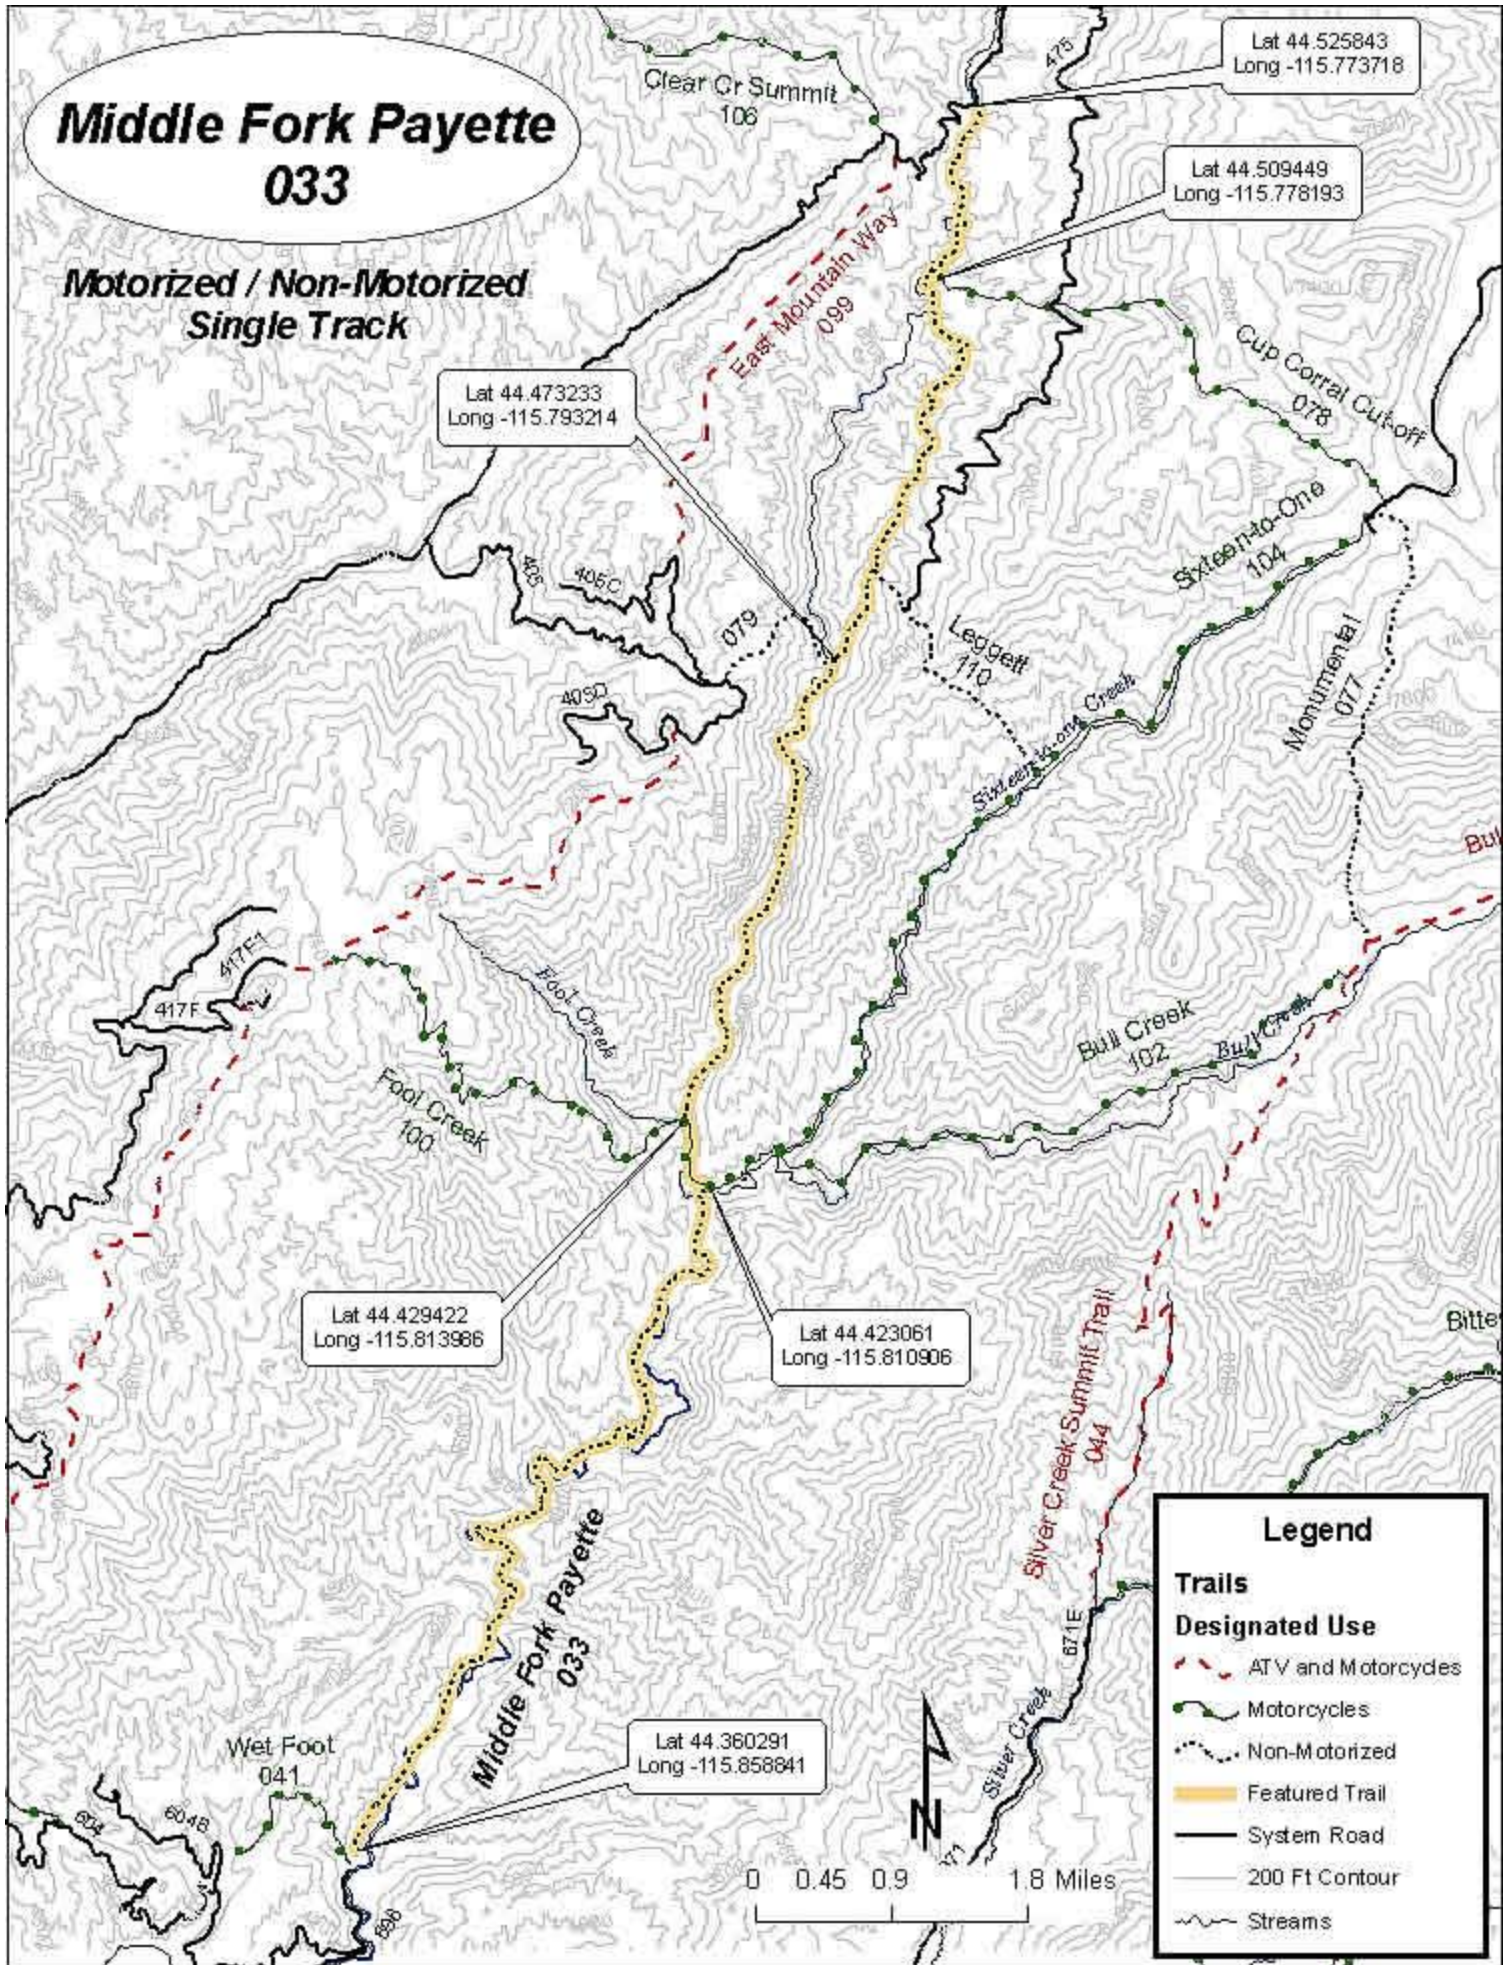 Middle Fork Payette
033
Motorized / Non-Motorized
Single Track
Clear Cr Summit
106
475
Lat 44.525843
Long -115.773718
Lat 44.509449
Long -115.778193
East Mountain Way
099
Lat 44.473233
Long -115.793214
Cup Corral Cut-off
078
Sixteen-to-One
104
405
405C
079
Leggett
110
405D
Sixteen-to-one Creek
Monumental
077
Bul
417F1
417F
Fool Creek
Fool Creek
100
Bull Creek
102
Bull Creek
Lat 44.429422
Long -115.813986
Lat 44.423061
Long -115.810906
Silver Creek Summit Trail
044
Bitte
Middle Fork Payette
033
671E
Silver Creek
Wet Foot
041
604
604B
698
Lat 44.360291
Long -115.858841
N
0 0.45 0.9 1.8 Miles
Legend
Trails
Designated Use
ATV and Motorcycles
Motorcycles
Non-Motorized
Featured Trail
System Road
200 Ft Contour
Streams